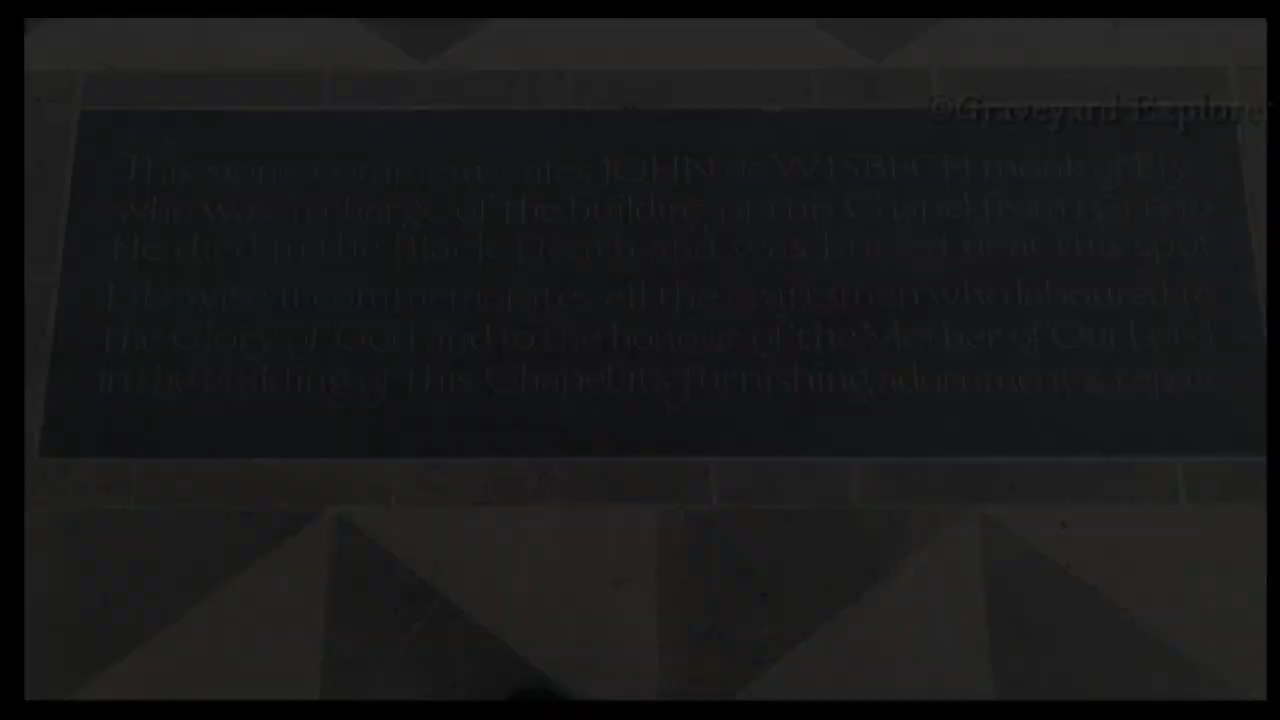 ©Graveyard Explore
This stone commemorates JOHN de WISBECH monk of Ely
who was in charge of the building of this Chapel from
He died in the Black Death and was buried near this spot
Likewise it commemorates all the craftsmen who laboured to
the Glory of God and to the honour of the Mother of Our Lord
in the building of this Chapel its furnishing adornment & repair